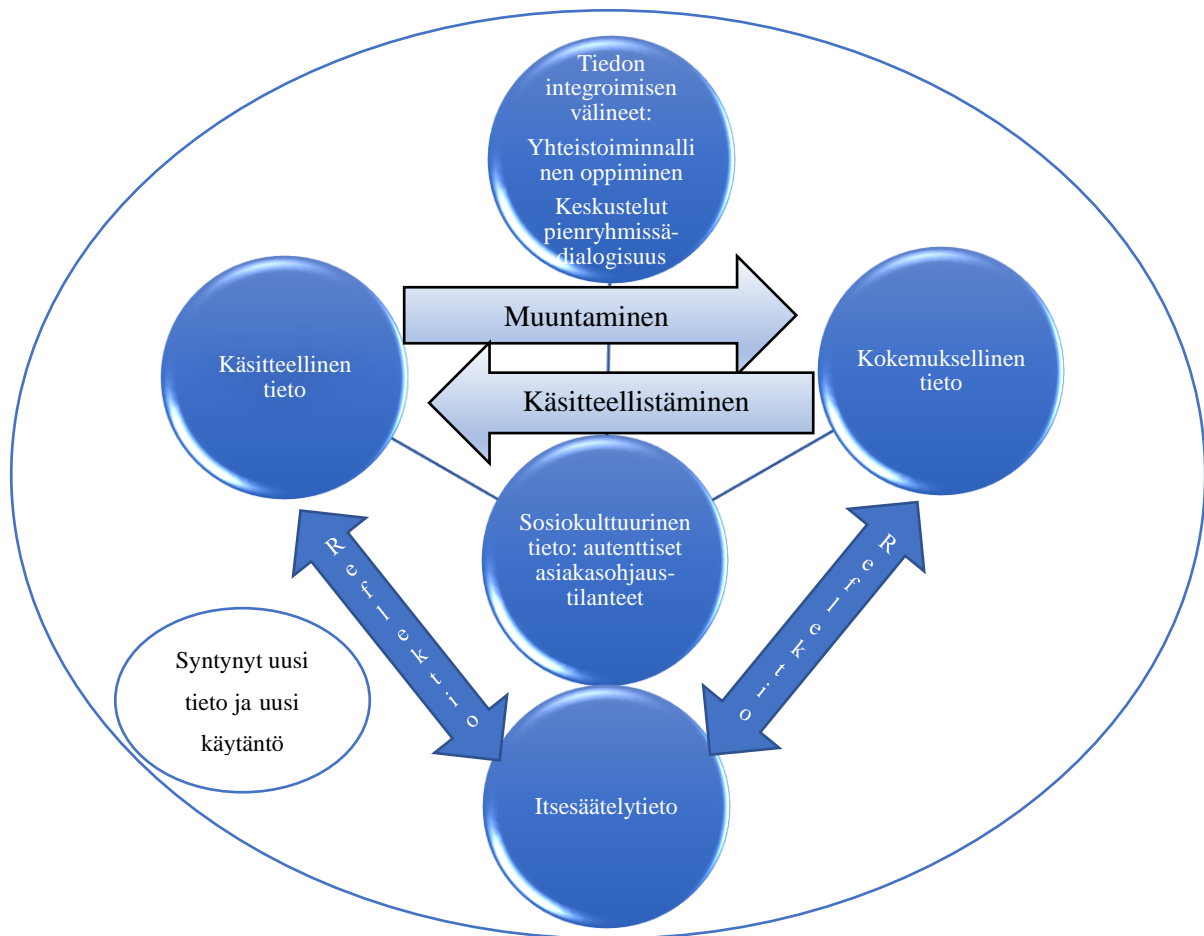 Tiedon
integroimisen
välineet:
Yhteistoiminnalli
nen oppiminen
Keskustelut
pienryhmissä-
dialogisuus
Muuntaminen
Käsitteellinen
tieto
Kokemuksellinen
tieto
Käsitteellistäminen
Sosiokulttuurinen
tieto: autenttiset
asiakasohjaus-
tilanteet
Reflektio
Reflektio
Syntynyt uusi
tieto ja uusi
käytäntö
Itsesäätelytieto